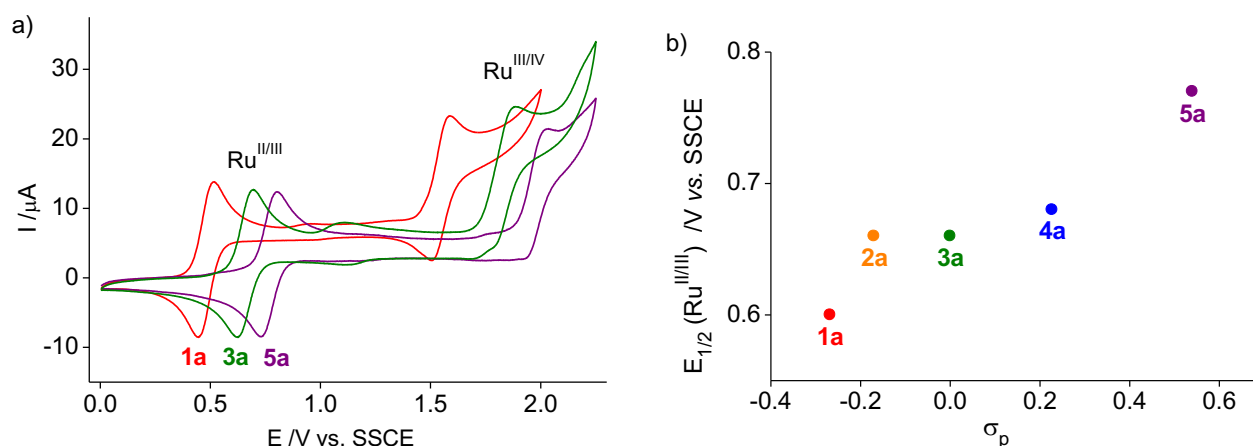 a)
I /μA
30
20
10
0
-10
Ru^II/III
Ru^III/IV
1a
3a
5a
0.0
0.5
1.0
1.5
2.0
E /V vs. SSCE
b)
E1/2 (Ru^II/III) /V vs. SSCE
0.8
0.7
0.6
1a
2a
3a
4a
5a
-0.4
-0.2
0.0
0.2
0.4
0.6
σp